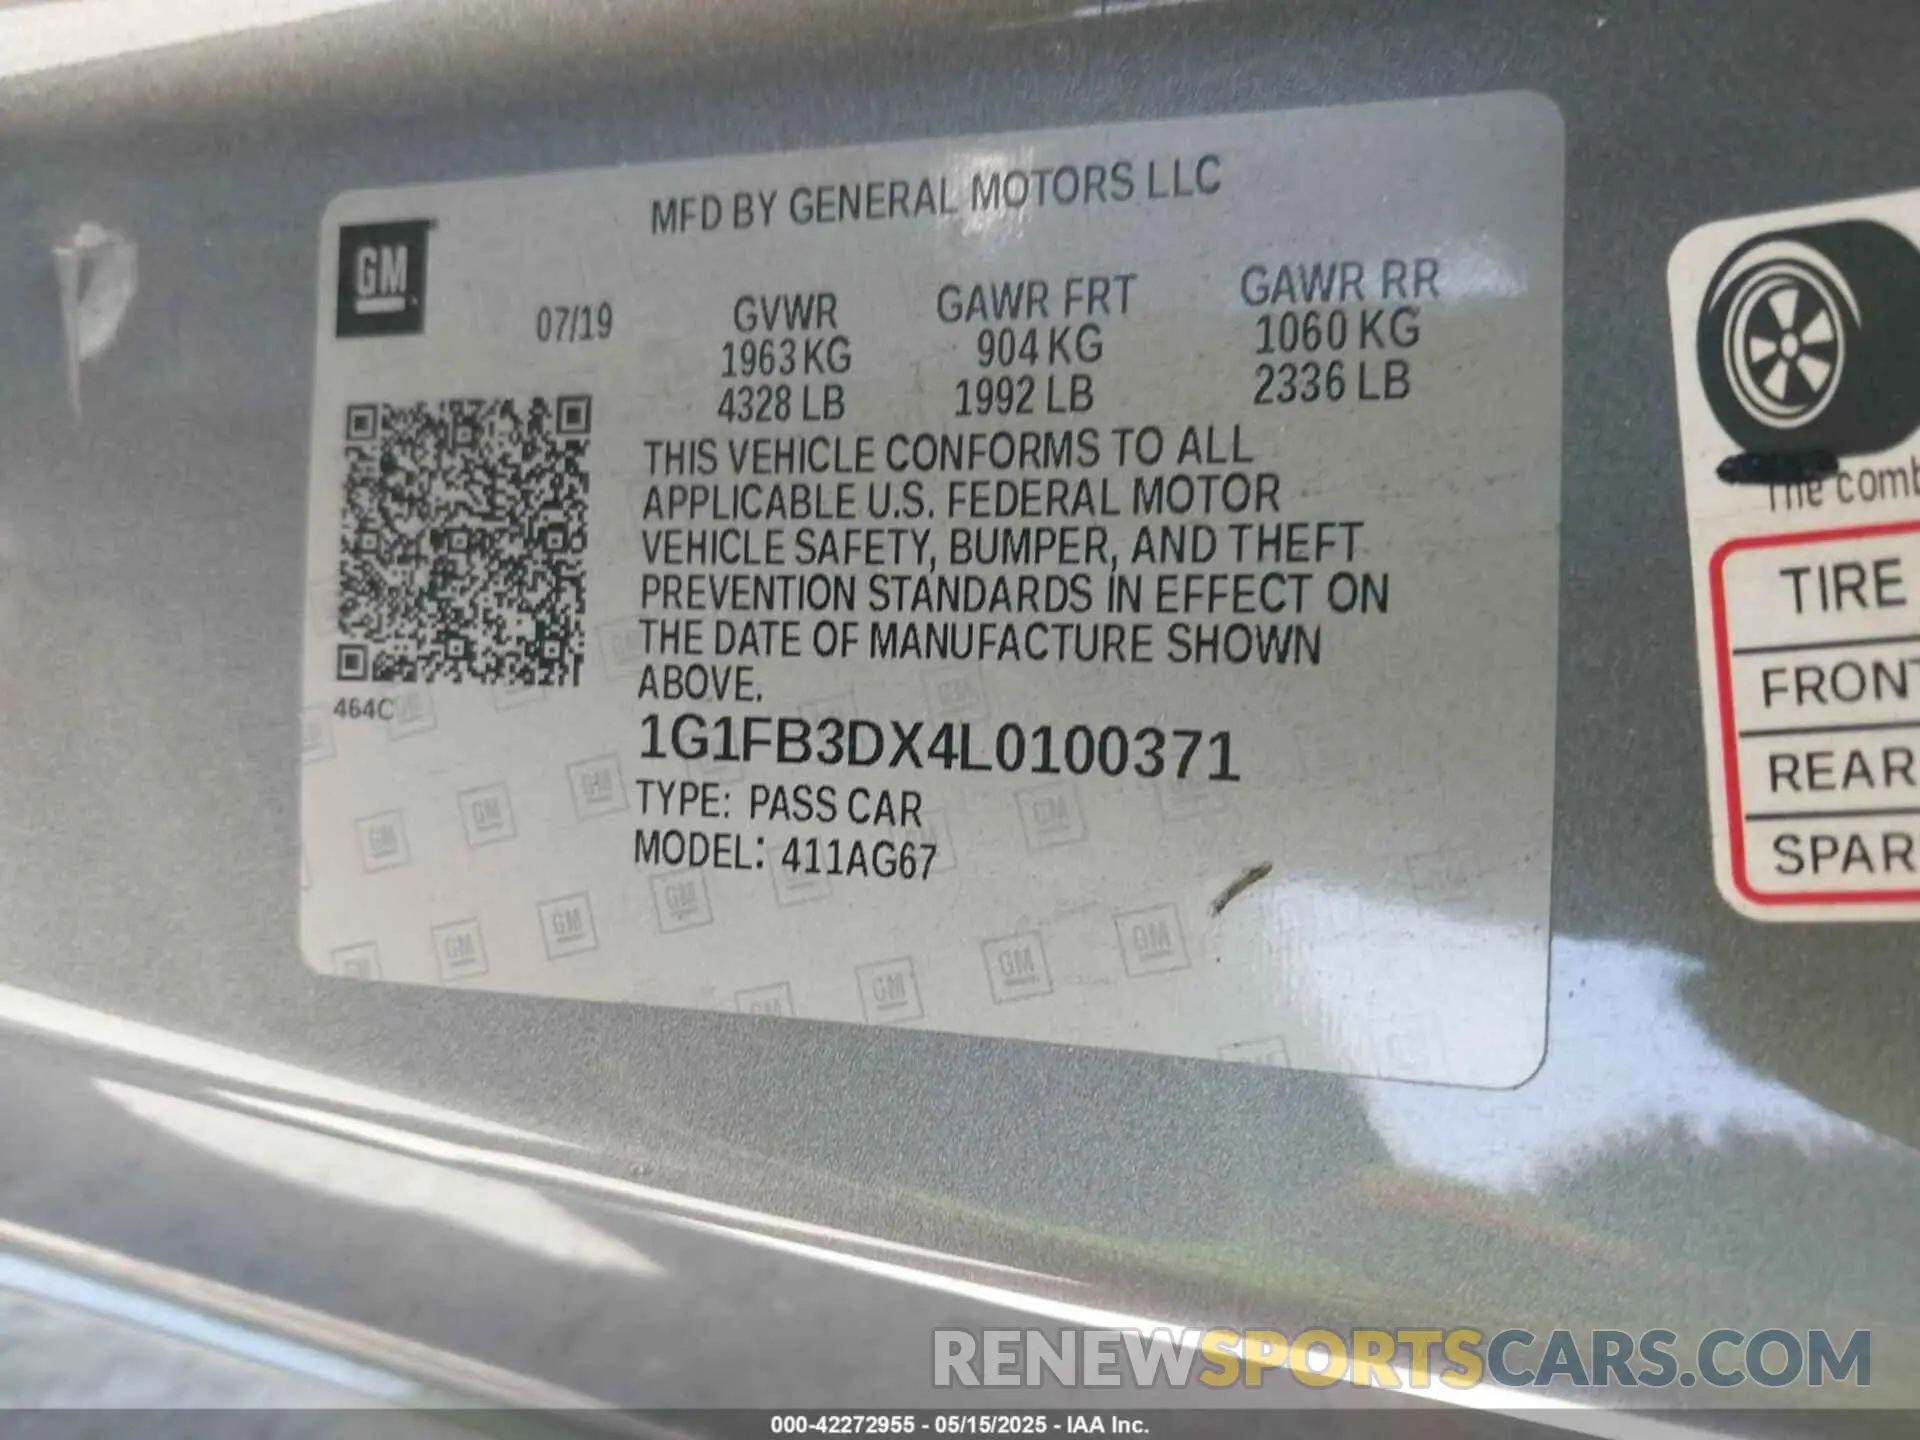 MFD BY GENERAL MOTORS LLC
GM
07/19
GVWR GAWR FRT GAWR RR
1963 KG 904 KG 1060 KG
4328 LB 1992 LB 2336 LB
THIS VEHICLE CONFORMS TO ALL
APPLICABLE U.S. FEDERAL MOTOR
VEHICLE SAFETY, BUMPER, AND THEFT
PREVENTION STANDARDS IN EFFECT ON
THE DATE OF MANUFACTURE SHOWN
ABOVE.
464C
1G1FB3DX4L0100371
TYPE: PASS CAR
MODEL: 411AG67
The comb
TIRE
FRONT
REAR
SPAR
RENEWSPORTSCARS.COM
000-42272955 - 05/15/2025 - IAA Inc.